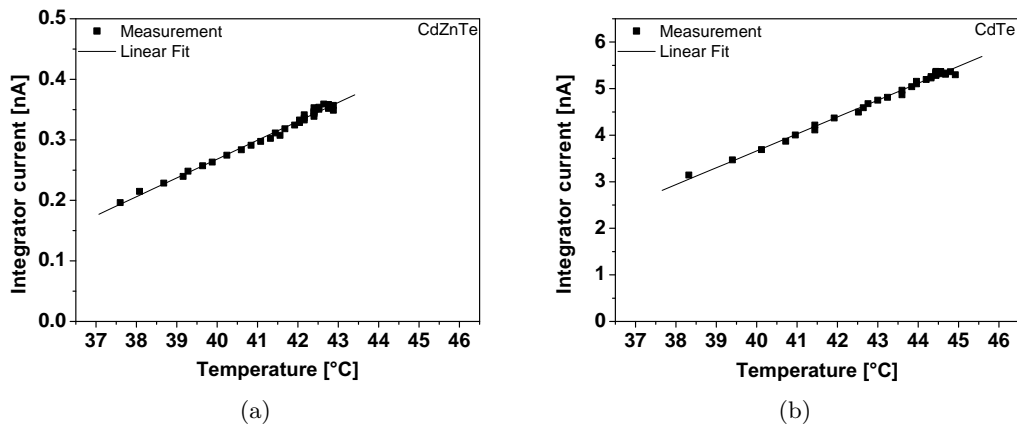 CdZnTe
Measurement
Linear Fit
Integrator current [nA]
0.5
0.4
0.3
0.2
0.1
0.0
37 38 39 40 41 42 43 44 45 46
Temperature [°C]
(a)
CdTe
Measurement
Linear Fit
Integrator current [nA]
6
5
4
3
2
1
0
37 38 39 40 41 42 43 44 45 46
Temperature [°C]
(b)